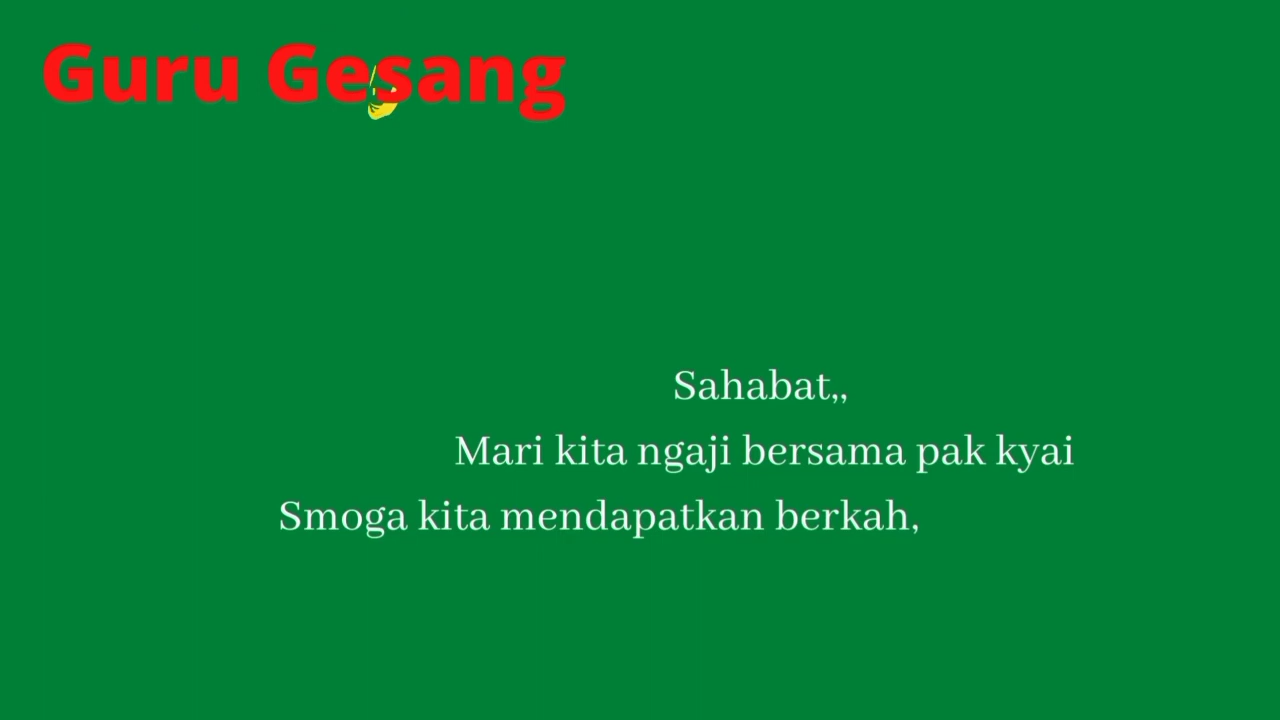 Guru Gesang
Sahabat,,
Mari kita ngaji bersama pak kyai
Smoga kita mendapatkan berkah,